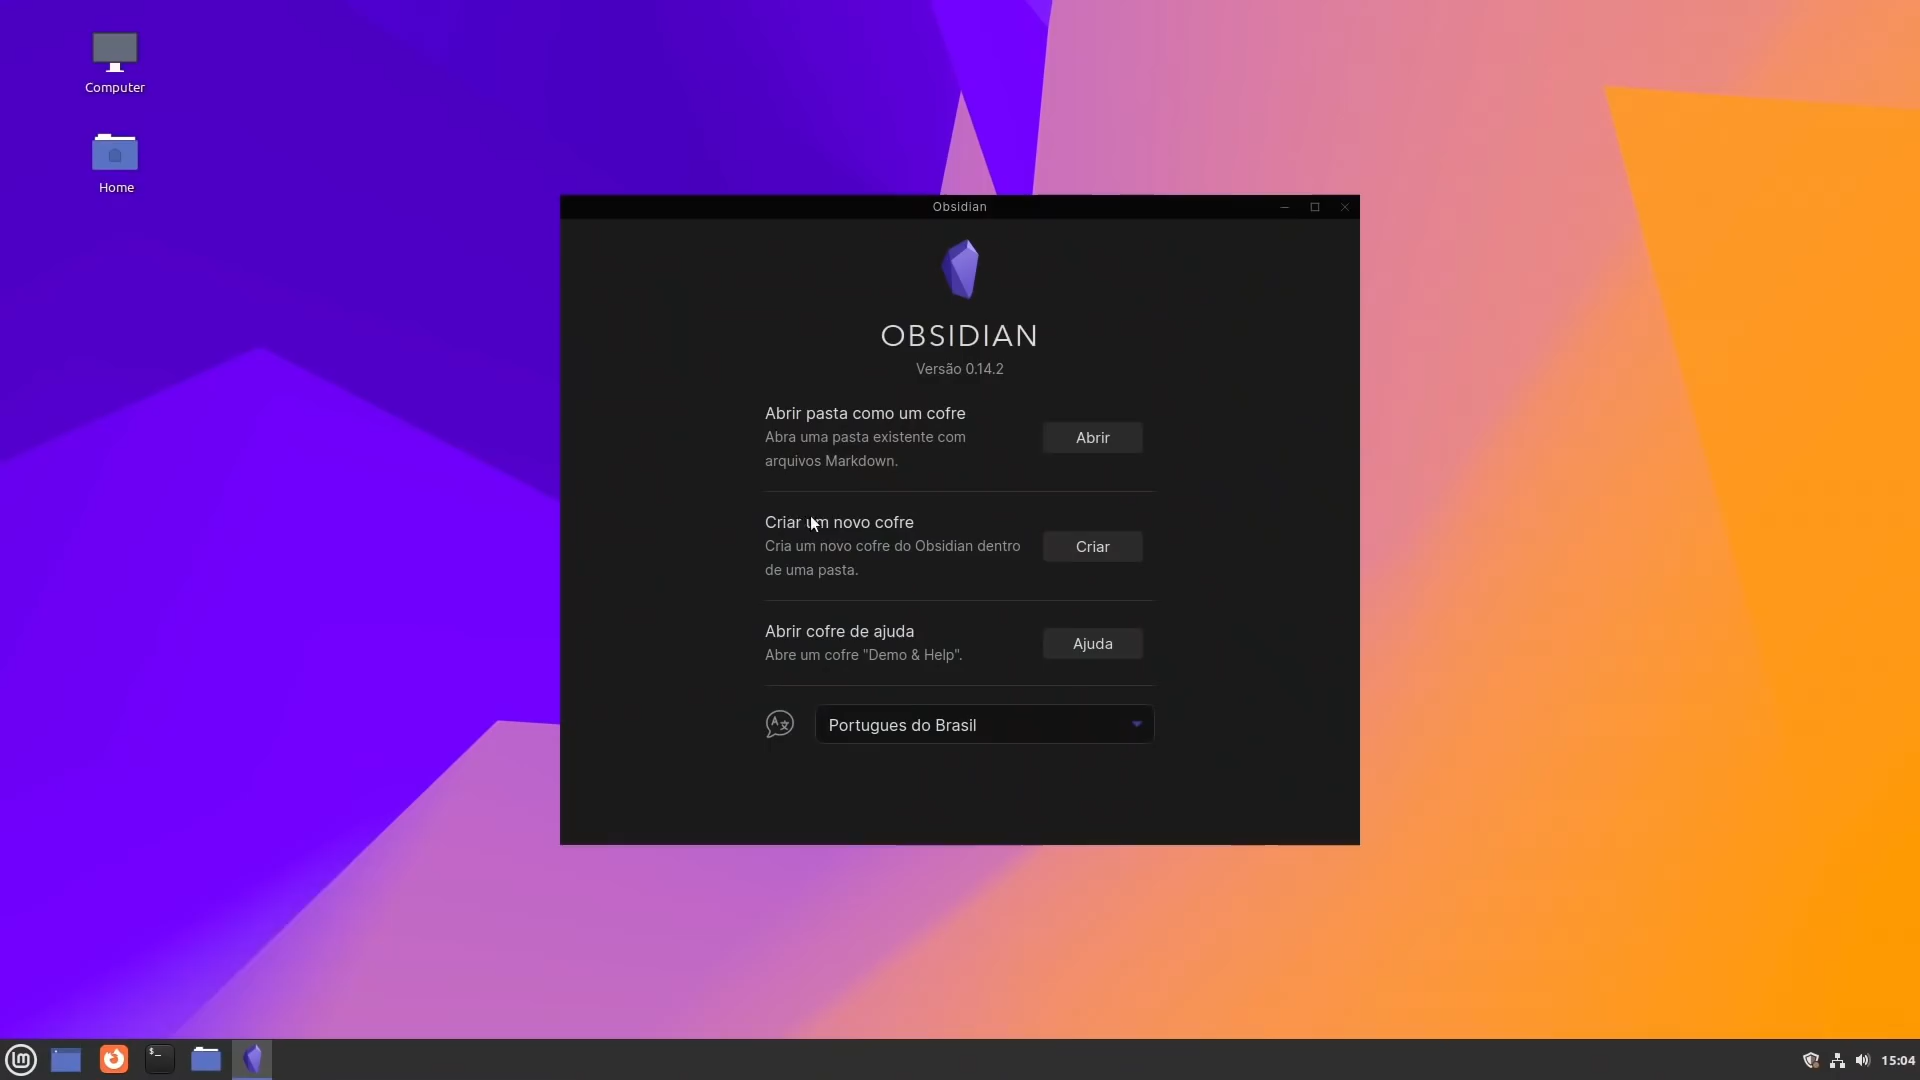 Computer
Home
Obsidian
OBSIDIAN
Versão 0.14.2
Abrir pasta como um cofre
Abra uma pasta existente com
arquivos Markdown.
Abrir
Criar um novo cofre
Cria um novo cofre do Obsidian dentro
de uma pasta.
Criar
Abrir cofre de ajuda
Abre um cofre "Demo & Help".
Ajuda
Portugues do Brasil
15:04